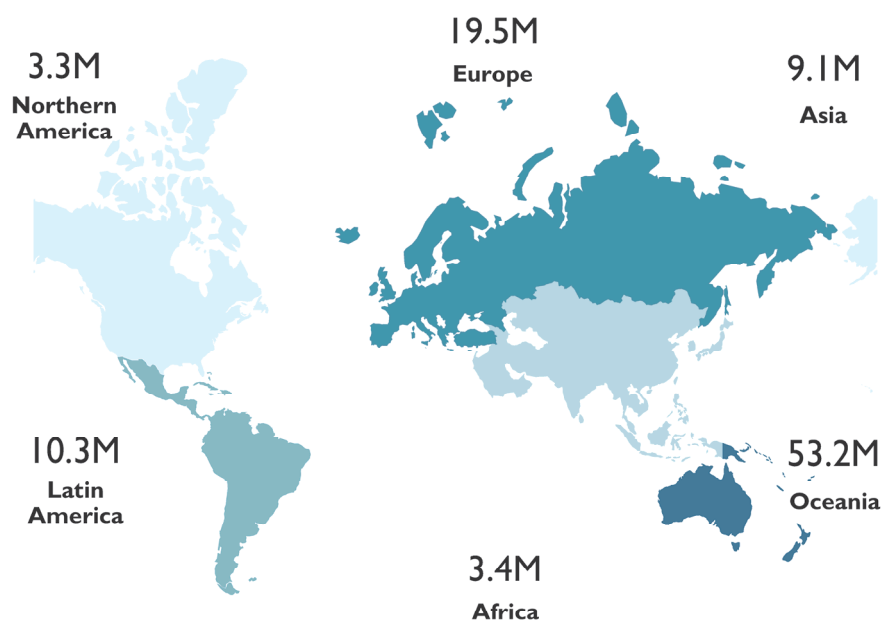 19.5M
Europe
3.3M
Northern
America
9.1M
Asia
10.3M
Latin
America
53.2M
Oceania
3.4M
Africa